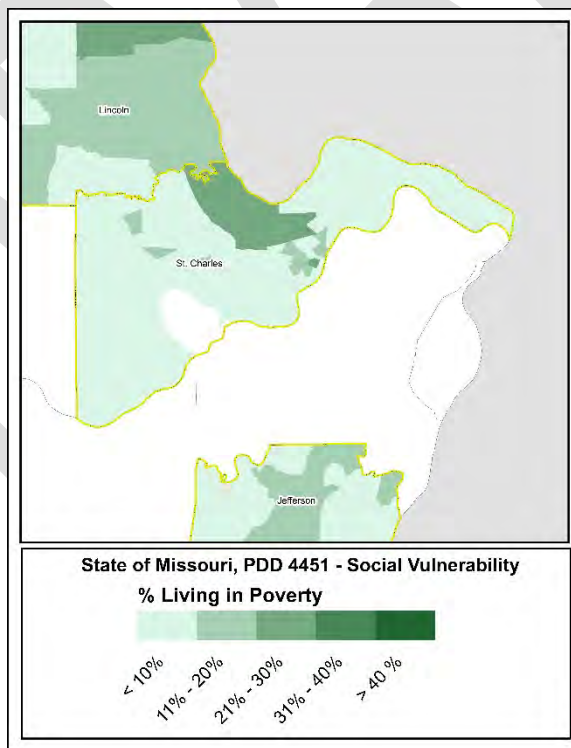 Lincoln
St. Charles
Jefferson
State of Missouri, PDD 4451 - Social Vulnerability
% Living in Poverty
< 10%
11% - 20%
21% - 30%
31% - 40%
> 40 %